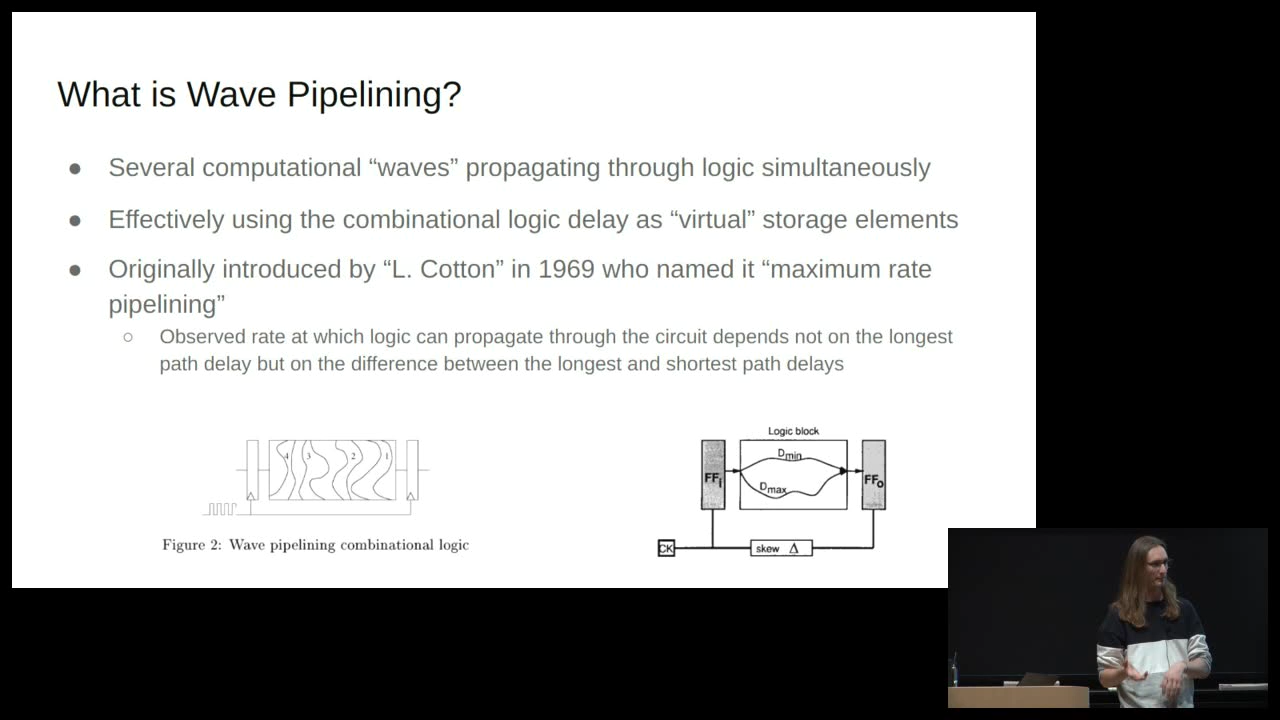 What is Wave Pipelining?
● Several computational “waves” propagating through logic simultaneously
● Effectively using the combinational logic delay as “virtual” storage elements
● Originally introduced by “L. Cotton” in 1969 who named it “maximum rate
pipelining”
○ Observed rate at which logic can propagate through the circuit depends not on the longest
path delay but on the difference between the longest and shortest path delays
4 3 2 1
Figure 2: Wave pipelining combinational logic
Logic block
Dmin
FFi
FFo
Dmax
CK
skew Δ